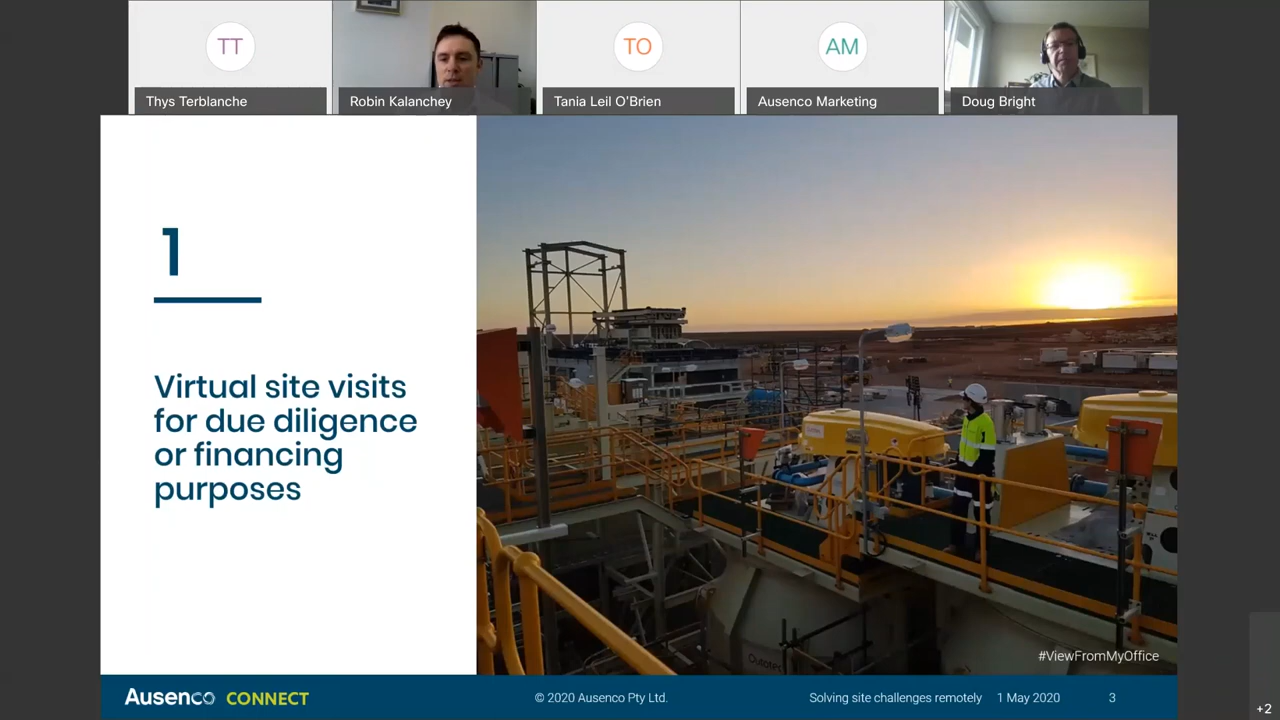 TT
TO
AM
Thys Terblanche
Robin Kalanchey
Tania Leil O'Brien
Ausenco Marketing
Doug Bright
1
Virtual site visits
for due diligence
or financing
purposes
Outotec
#ViewFromMyOffice
Ausenco CONNECT
© 2020 Ausenco Pty Ltd.
Solving site challenges remotely
1 May 2020
3
+2